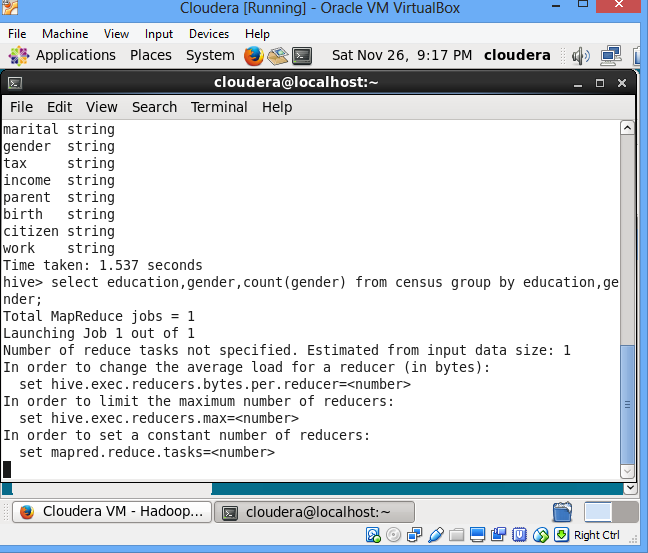 Cloudera [Running] - Oracle VM VirtualBox
File Machine View Input Devices Help
Applications Places System Sat Nov 26, 9:17 PM cloudera
cloudera@localhost:~
File Edit View Search Terminal Help
marital string
gender string
tax string
income string
parent string
birth string
citizen string
work string
Time taken: 1.537 seconds
hive> select education,gender,count(gender) from census group by education,ge
nder;
Total MapReduce jobs = 1
Launching Job 1 out of 1
Number of reduce tasks not specified. Estimated from input data size: 1
In order to change the average load for a reducer (in bytes):
set hive.exec.reducers.bytes.per.reducer=<number>
In order to limit the maximum number of reducers:
set hive.exec.reducers.max=<number>
In order to set a constant number of reducers:
set mapred.reduce.tasks=<number>
Cloudera VM - Hadoop... cloudera@localhost:~
Right Ctrl